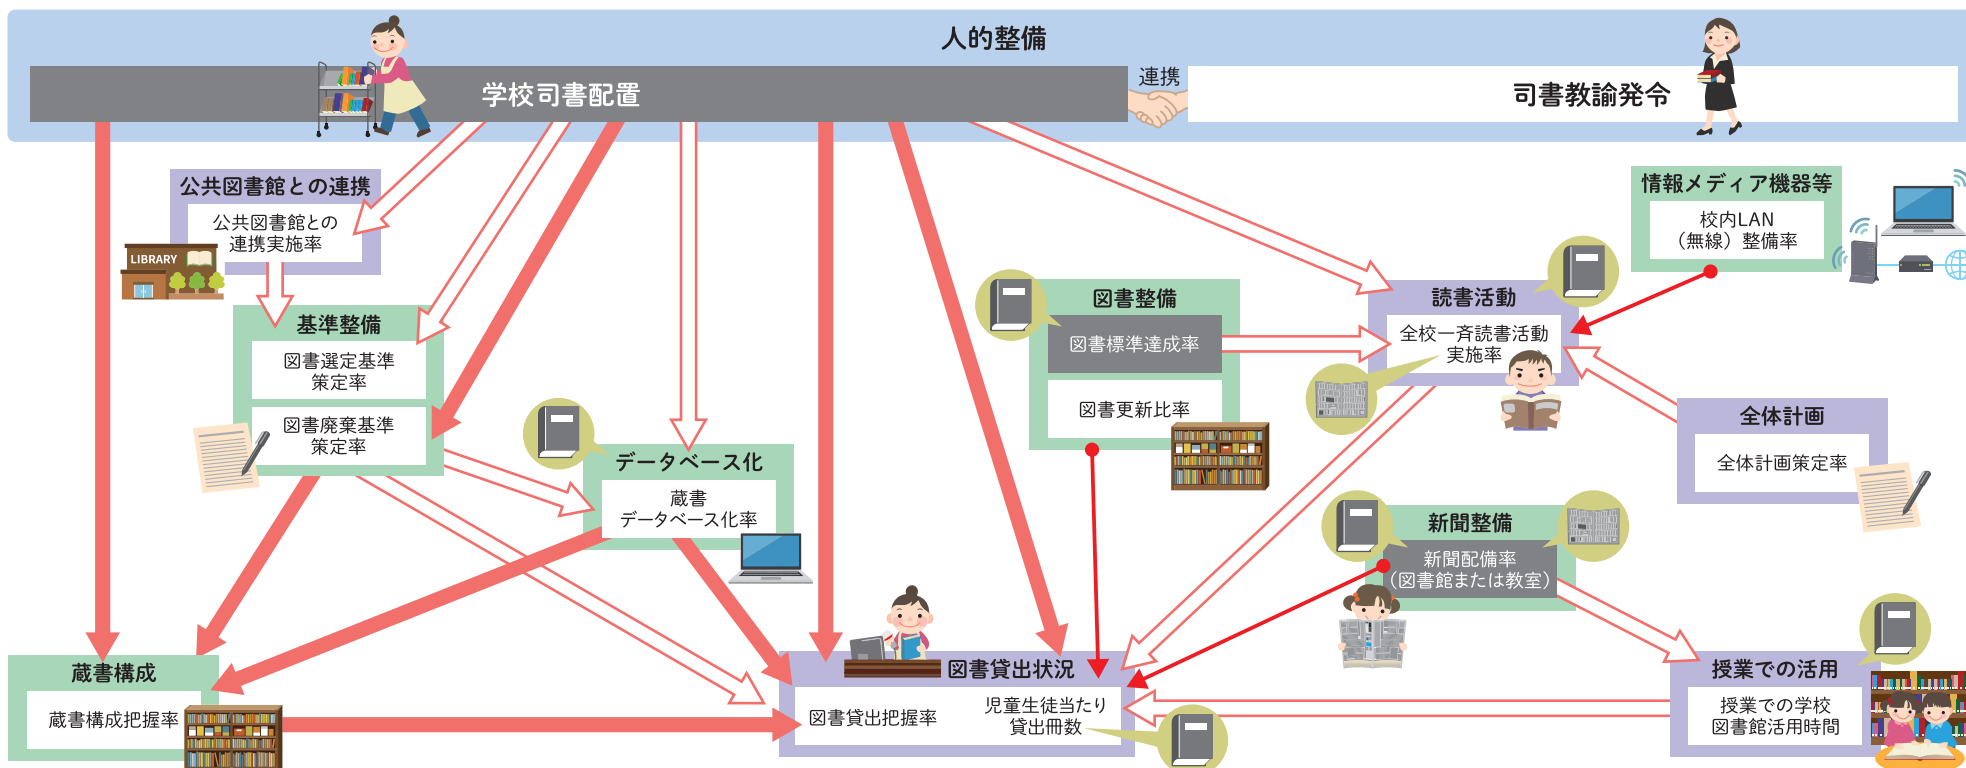 人的整備
学校司書配置
連携
司書教諭発令
公共図書館との連携
公共図書館との
連携実施率
LIBRARY
情報メディア機器等
校内LAN
（無線）整備率
基準整備
図書選定基準
策定率
図書廃棄基準
策定率
図書整備
図書標準達成率
図書更新比率
読書活動
全校一斉読書活動
実施率
全体計画
全体計画策定率
データベース化
蔵書
データベース化率
新聞整備
新聞配備率
（図書館または教室）
蔵書構成
蔵書構成把握率
図書貸出状況
図書貸出把握率
児童生徒当たり
貸出冊数
授業での活用
授業での学校
図書館活用時間